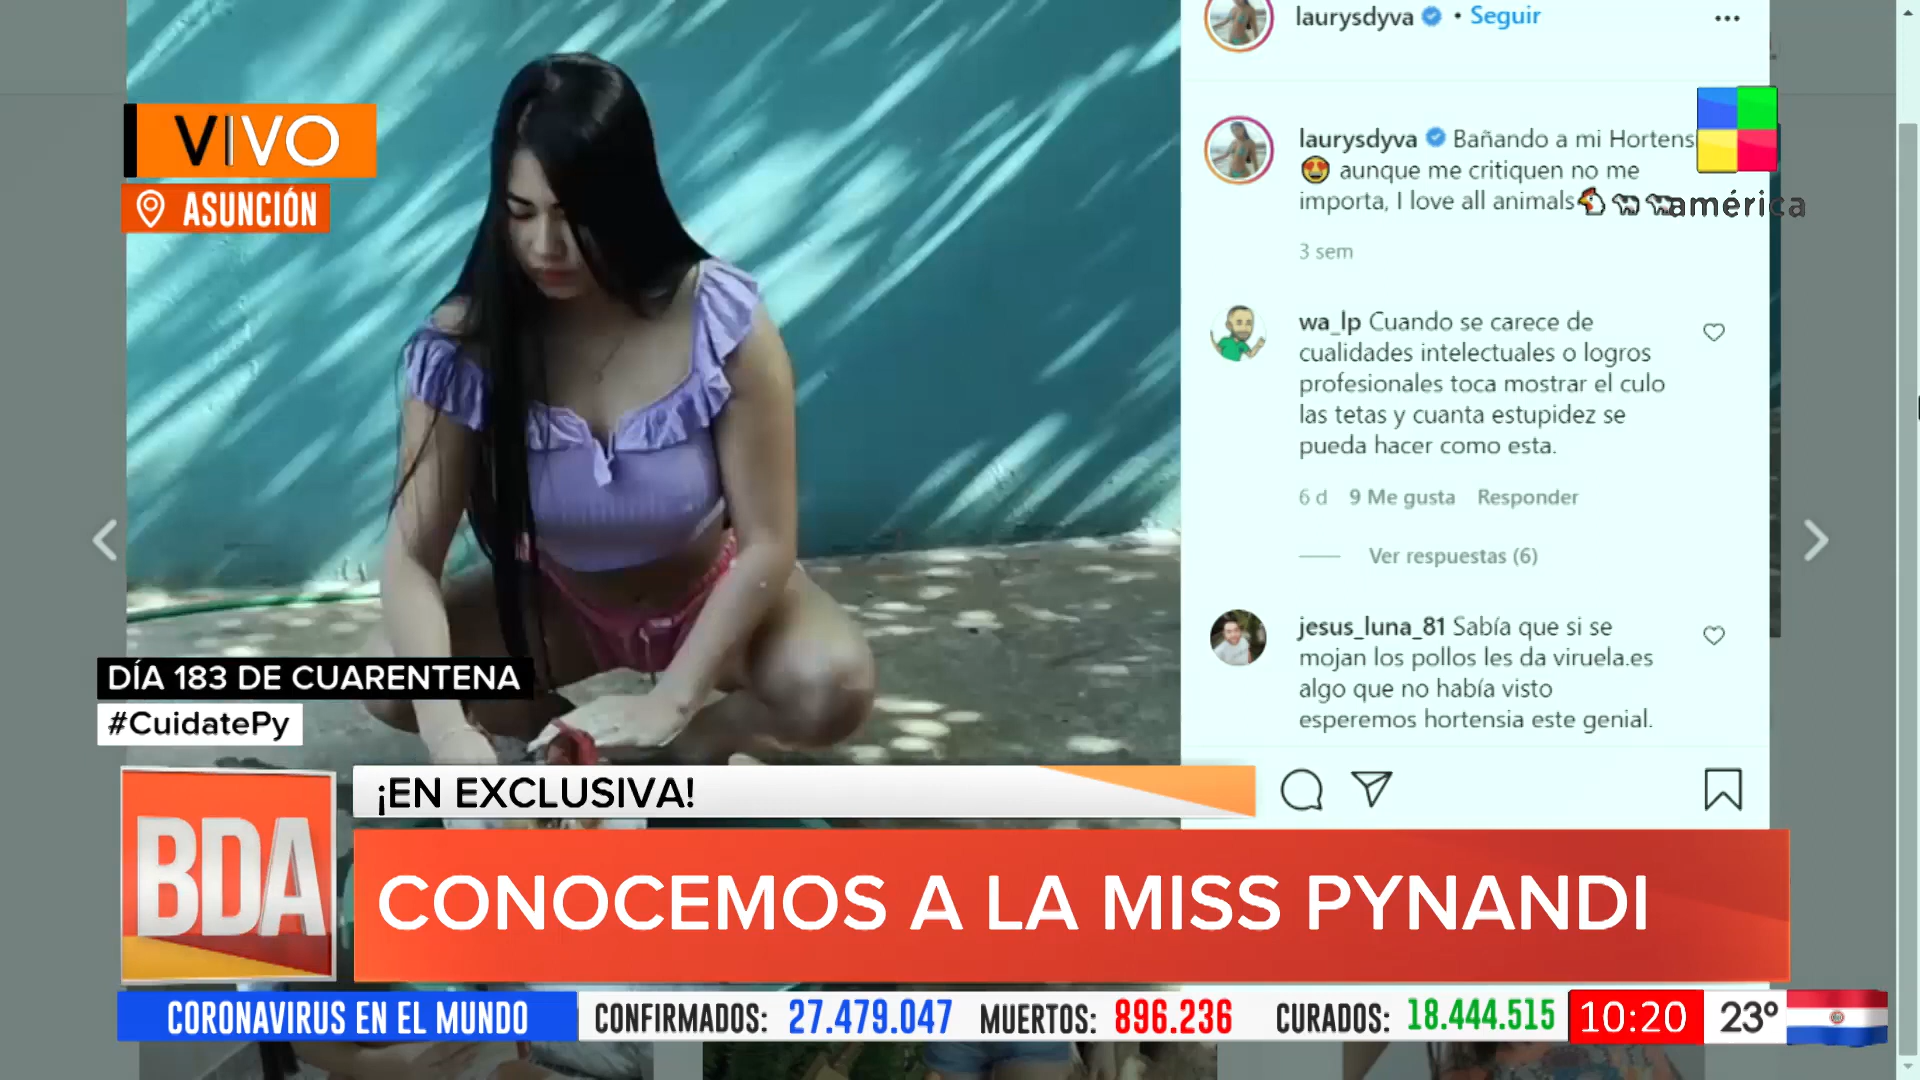 laurysdyva • Seguir
laurysdyva Bañando a mi Hortens
aunque me critiquen no me
importa, I love all animals
américa
3 sem
wa_lp Cuando se carece de
cualidades intelectuales o logros
profesionales toca mostrar el culo
las tetas y cuanta estupidez se
pueda hacer como esta.
6 d 9 Me gusta Responder
Ver respuestas (6)
jesus_luna_81 Sabía que si se
mojan los pollos les da viruela.es
algo que no había visto
esperemos hortensia este genial.
VIVO
ASUNCIÓN
DÍA 183 DE CUARENTENA
#CuidatePy
BDA
¡EN EXCLUSIVA!
CONOCEMOS A LA MISS PYNANDI
CORONAVIRUS EN EL MUNDO CONFIRMADOS: 27.479.047 MUERTOS: 896.236 CURADOS: 18.444.515 10:20 23º